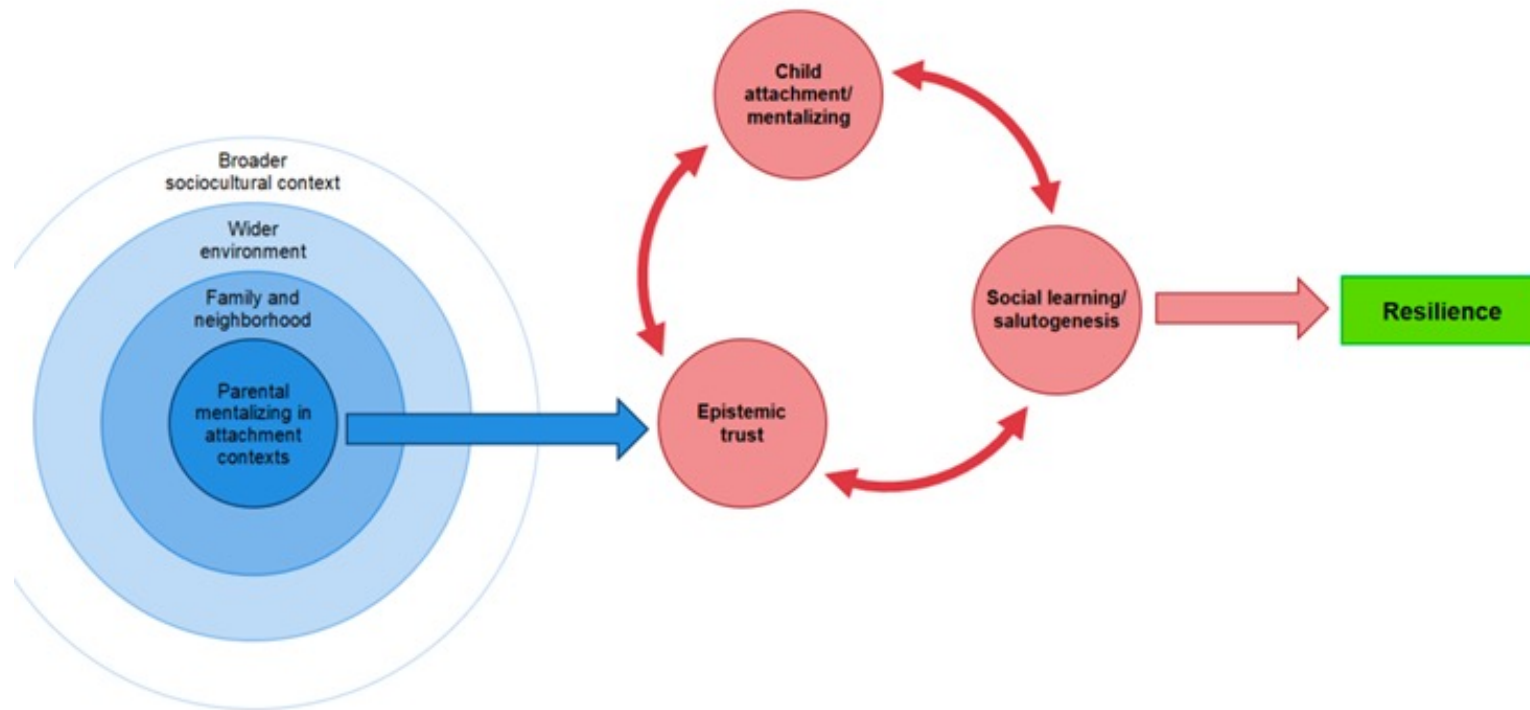 Broader
sociocultural context
Wider
environment
Family and
neighborhood
Parental
mentalizing in
attachment
contexts
Child
attachment/
mentalizing
Epistemic
trust
Social learning/
salutogenesis
Resilience